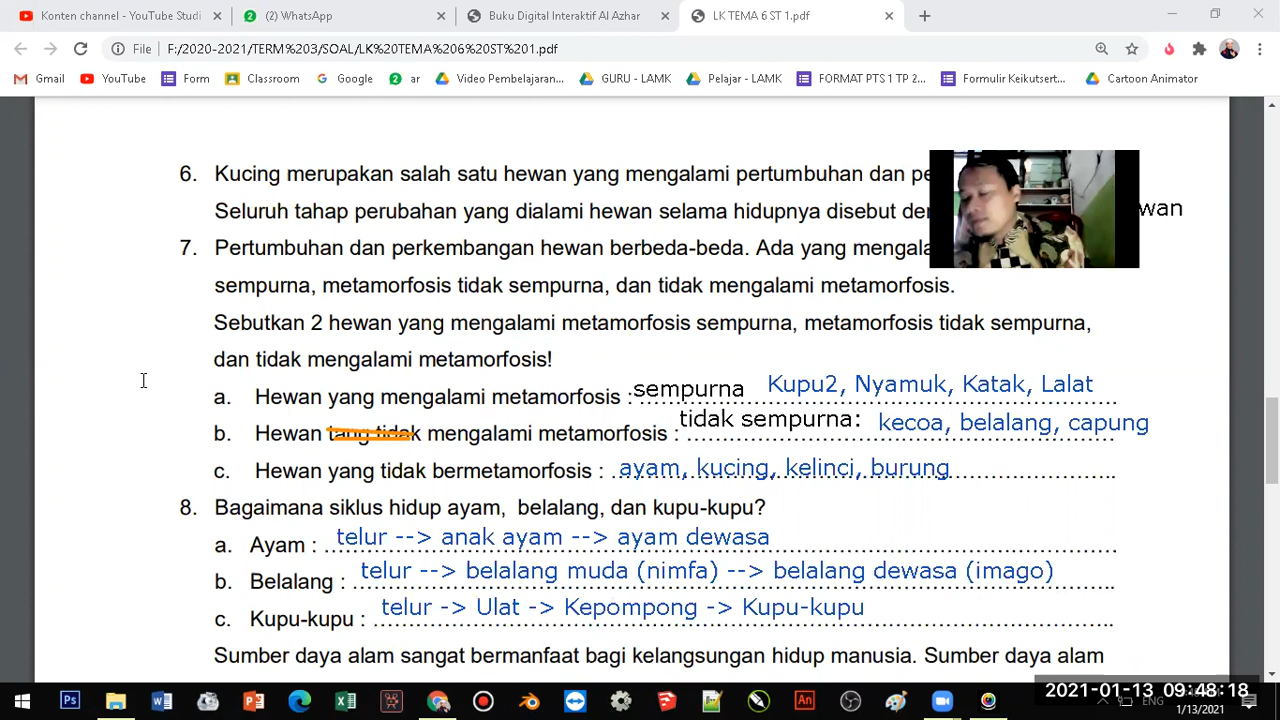 Konten channel - YouTube Studi
(2) WhatsApp
Buku Digital Interaktif Al Azhar
LK TEMA 6 ST 1.pdf
File F:/2020-2021/TERM%203/SOAL/LK%20TEMA%206%20ST%201.pdf
Gmail YouTube Form Classroom Google ar Video Pembelajaran... GURU - LAMK Pelajar - LAMK FORMAT PTS 1 TP 2... Formulir Keikutsert... Cartoon Animator
6. Kucing merupakan salah satu hewan yang mengalami pertumbuhan dan
Seluruh tahap perubahan yang dialami hewan selama hidupnya disebut wan
7. Pertumbuhan dan perkembangan hewan berbeda-beda. Ada yang
sempurna, metamorfosis tidak sempurna, dan tidak mengalami metamorfosis.
Sebutkan 2 hewan yang mengalami metamorfosis sempurna, metamorfosis tidak sempurna,
dan tidak mengalami metamorfosis!
a. Hewan yang mengalami metamorfosis : sempurna Kupu2, Nyamuk, Katak, Lalat
b. Hewan tang tidak mengalami metamorfosis : tidak sempurna: kecoa, belalang, capung
c. Hewan yang tidak bermetamorfosis : ayam, kucing, kelinci, burung
8. Bagaimana siklus hidup ayam, belalang, dan kupu-kupu?
a. Ayam : telur --> anak ayam --> ayam dewasa
b. Belalang : telur --> belalang muda (nimfa) --> belalang dewasa (imago)
c. Kupu-kupu : telur -> Ulat -> Kepompong -> Kupu-kupu
Sumber daya alam sangat bermanfaat bagi kelangsungan hidup manusia. Sumber daya alam
2021-01-13 09:48:18
ENG
1/13/2021